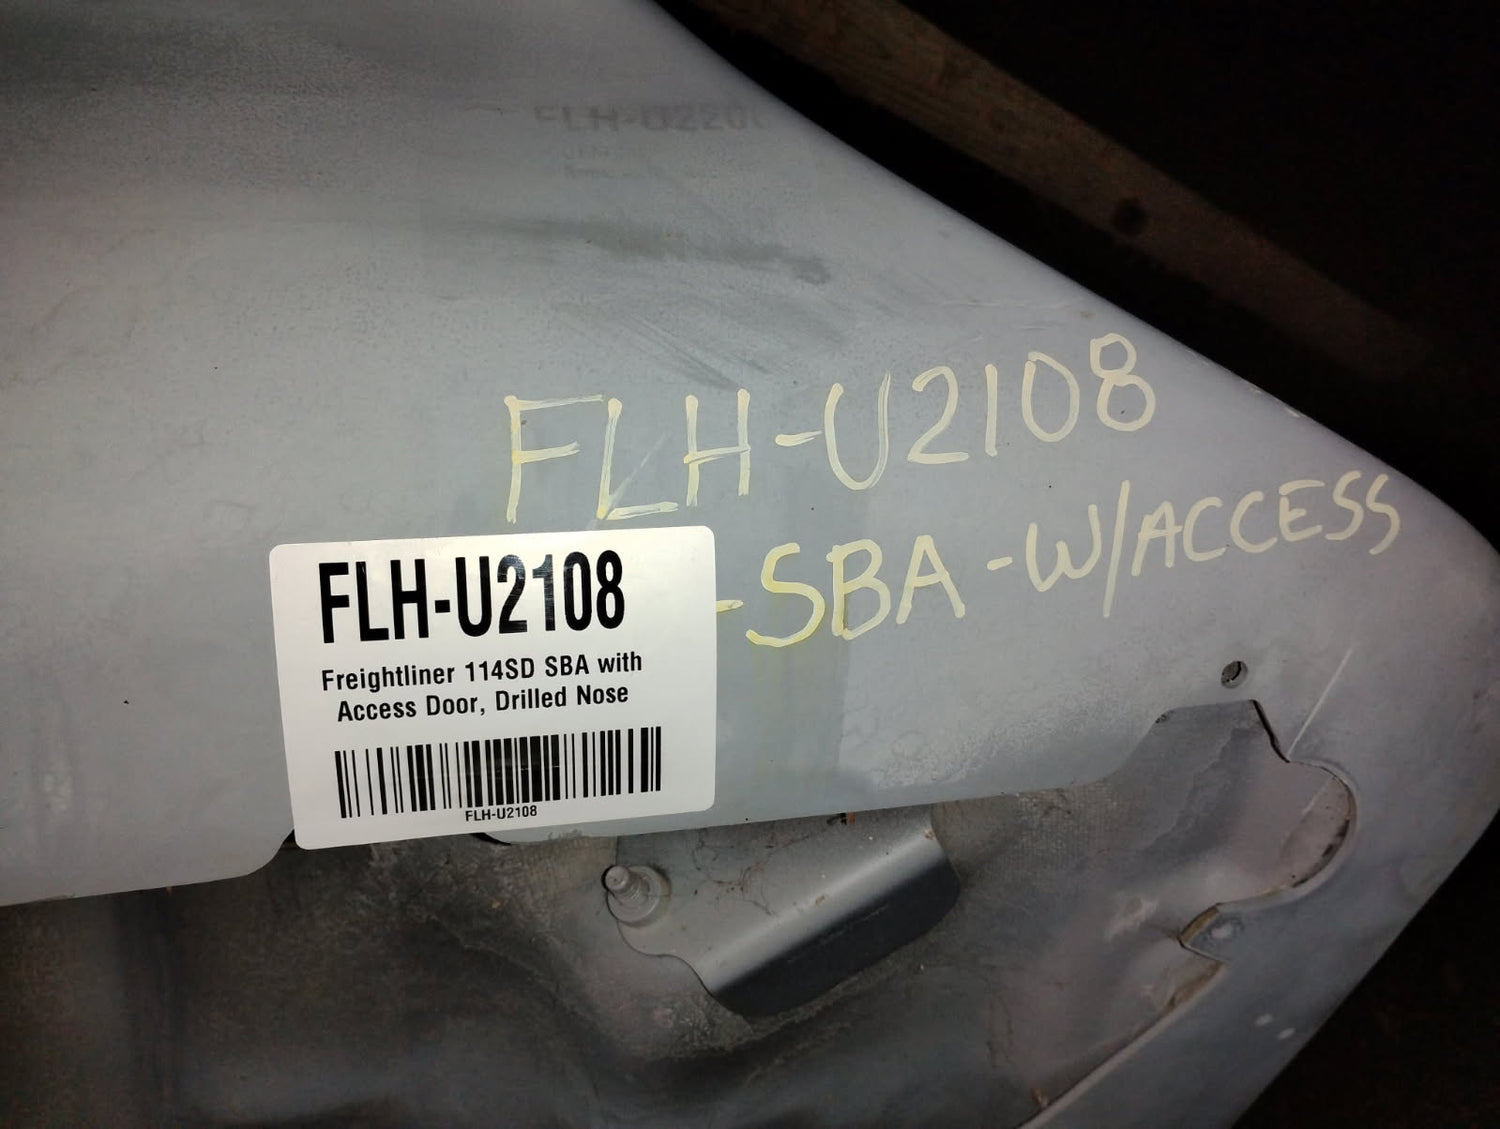 FLH-U2108
-SBA-W/ACCESS
FLH-U2108
Freightliner 114SD SBA with
Access Door, Drilled Nose
FLH-U2108